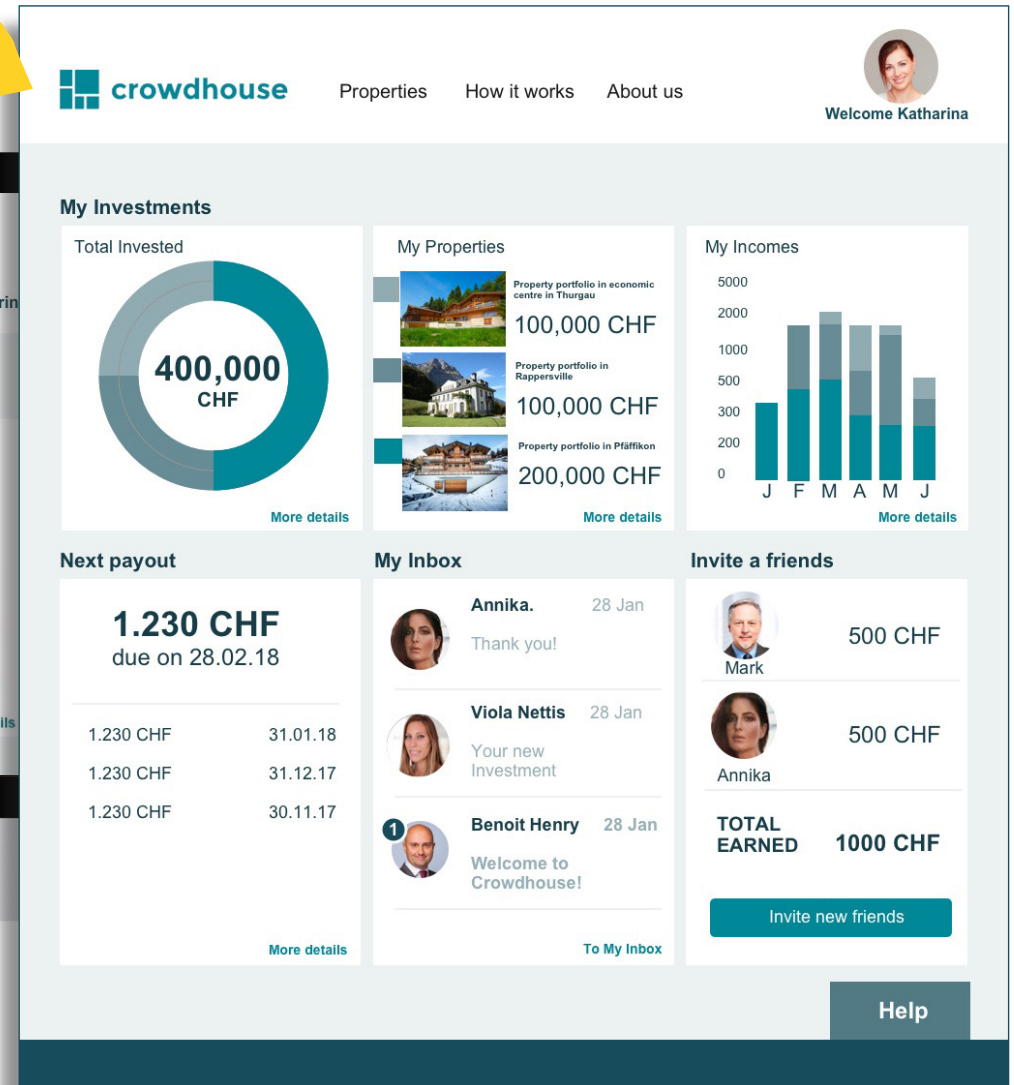 crowdhouse
Properties
How it works
About us
Welcome Katharina
My Investments
Total Invested
400,000
CHF
More details
My Properties
Property portfolio in economic
centre in Thurgau
100,000 CHF
Property portfolio in
Rappersville
100,000 CHF
Property portfolio in Pfäffikon
200,000 CHF
More details
My Incomes
5000
2000
1000
500
300
200
0
J F M A M J
More details
Next payout
1.230 CHF
due on 28.02.18
1.230 CHF 31.01.18
1.230 CHF 31.12.17
1.230 CHF 30.11.17
More details
My Inbox
Annika. 28 Jan
Thank you!
Viola Nettis 28 Jan
Your new
Investment
1
Benoit Henry 28 Jan
Welcome to
Crowdhouse!
To My Inbox
Invite a friends
Mark
500 CHF
Annika
500 CHF
TOTAL
EARNED
1000 CHF
Invite new friends
Help
rin
ils